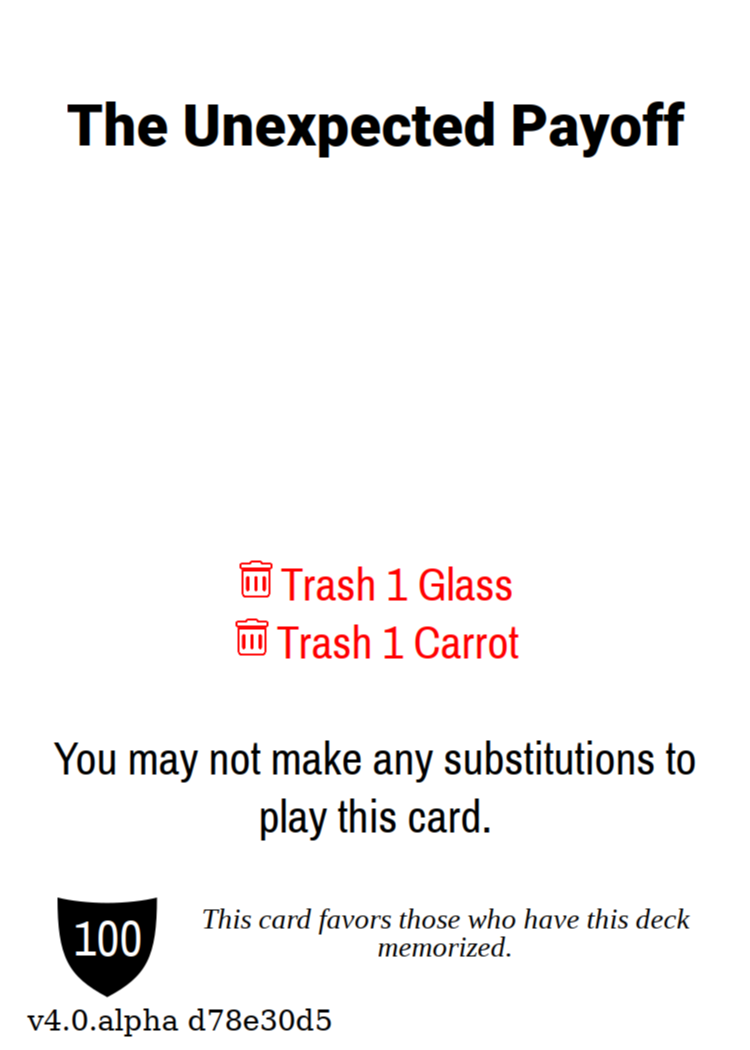 The Unexpected Payoff
Trash 1 Glass
Trash 1 Carrot
You may not make any substitutions to
play this card.
100
This card favors those who have this deck
memorized.
v4.0.alpha d78e30d5